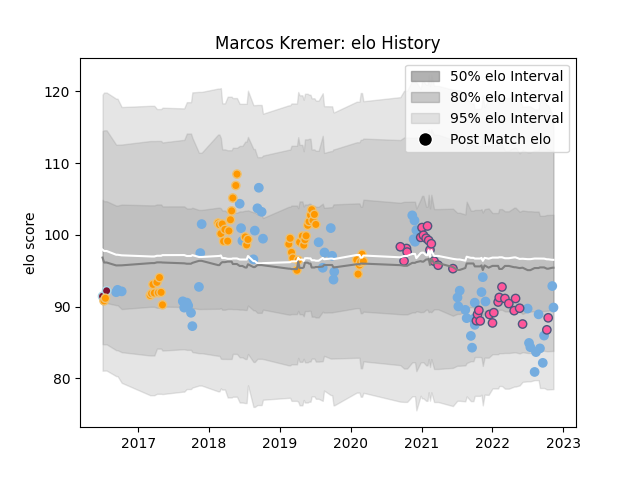 Marcos Kremer: elo History
50% elo Interval
80% elo Interval
95% elo Interval
Post Match elo
elo score
120
110
100
90
80
2017 2018 2019 2020 2021 2022 2023